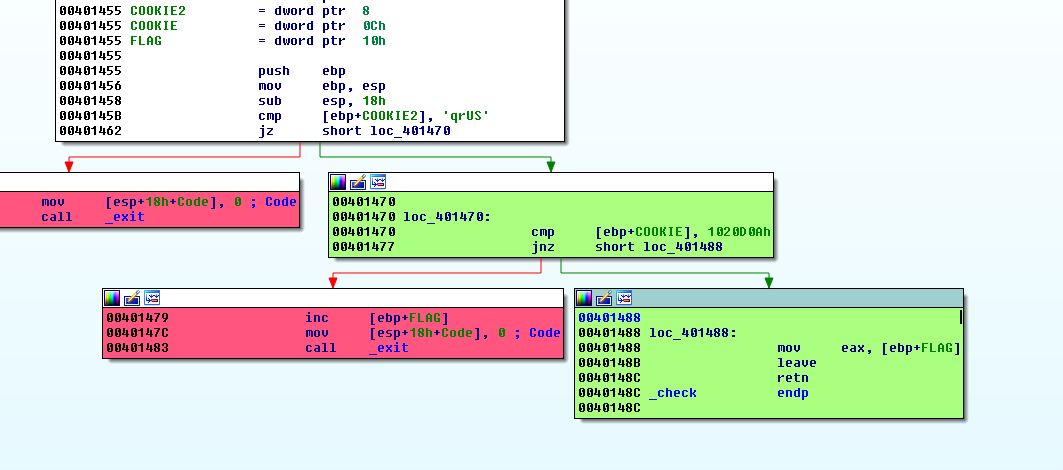 00401455 COOKIE2 = dword ptr 8
00401455 COOKIE = dword ptr 0Ch
00401455 FLAG = dword ptr 10h
00401455
00401455 push ebp
00401456 mov ebp, esp
00401458 sub esp, 18h
0040145B cmp [ebp+COOKIE2], 'qrUS'
00401462 jz short loc_401470
mov [esp+18h+Code], 0 ; Code
call _exit
00401470
00401470 loc_401470:
00401470 cmp [ebp+COOKIE], 1020D0Ah
00401477 jnz short loc_401488
00401479 inc [ebp+FLAG]
0040147C mov [esp+18h+Code], 0 ; Code
00401483 call _exit
00401488
00401488 loc_401488:
00401488 mov eax, [ebp+FLAG]
0040148B leave
0040148C retn
0040148C _check endp
0040148C